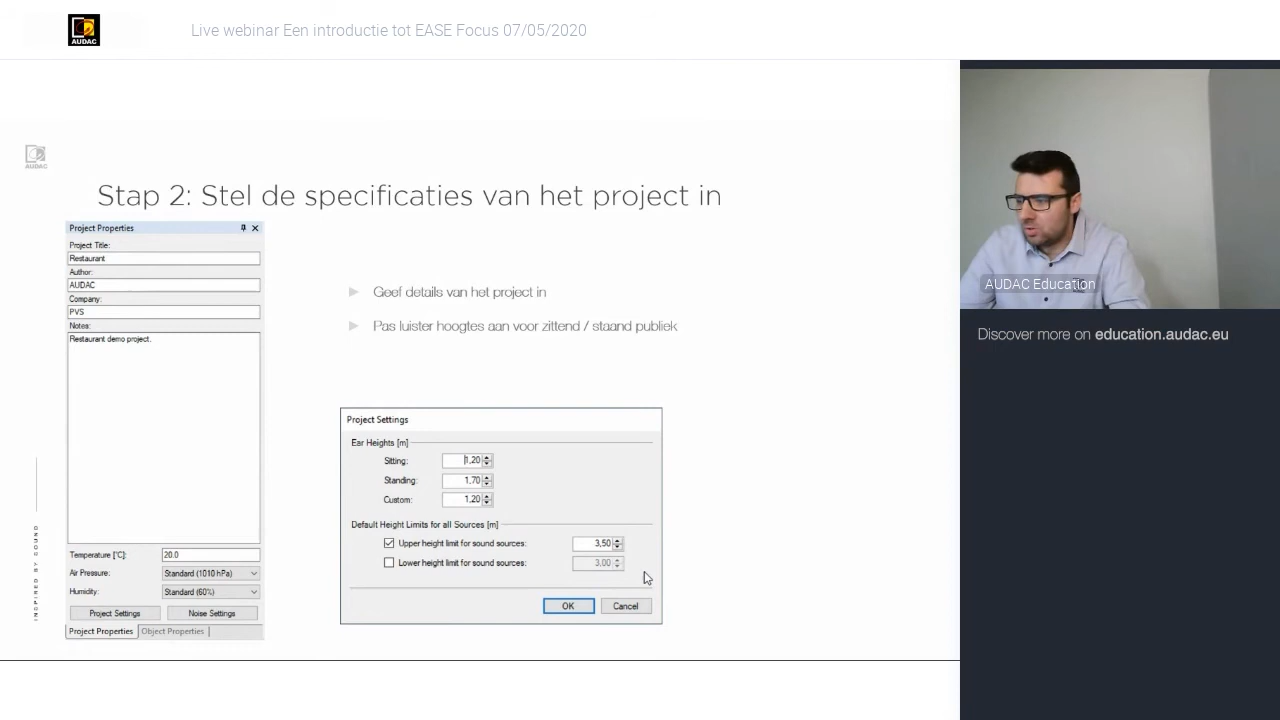 AUDAC
Live webinar Een introductie tot EASE Focus 07/05/2020
AUDAC
Stap 2: Stel de specificaties van het project in
Project Properties
Project Title:
Restaurant
Author:
AUDAC
Company:
PVS
Notes:
Restaurant demo project.
Temperature [°C]:
20.0
Air Pressure:
Standard (1010 hPa)
Humidity:
Standard (60%)
Project Settings
Noise Settings
Project Properties
Object Properties
Geef details van het project in
Pas luister hoogtes aan voor zittend / staand publiek
Project Settings
Ear Heights [m]
Sitting: 1,20
Standing: 1,70
Custom: 1,20
Default Height Limits for all Sources [m]
Upper height limit for sound sources: 3,50
Lower height limit for sound sources: 3,00
OK
Cancel
INSPIRED BY SOUND
AUDAC Education
Discover more on education.audac.eu